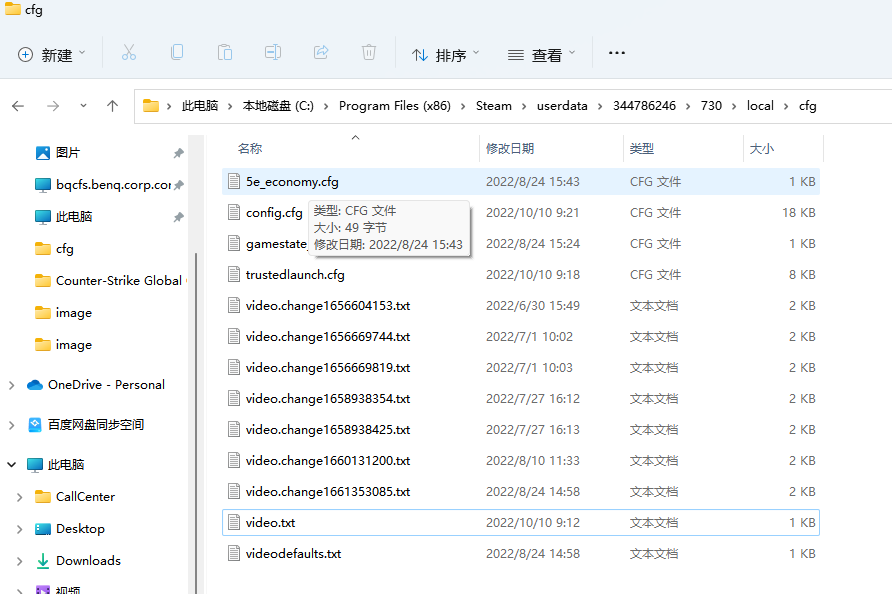 cfg
新建
排序
查看
此电脑 本地磁盘 (C:) Program Files (x86) Steam userdata 344786246 730 local cfg
名称 修改日期 类型 大小
图片
bqcfs.benq.corp.cor
此电脑
cfg
Counter-Strike Global
image
image
OneDrive - Personal
百度网盘同步空间
此电脑
CallCenter
Desktop
Downloads
视频
5e_economy.cfg 2022/8/24 15:43 CFG 文件 1 KB
config.cfg 2022/10/10 9:21 CFG 文件 18 KB
gamestate_ 2022/8/24 15:24 CFG 文件 1 KB
trustedlaunch.cfg 2022/10/10 9:18 CFG 文件 8 KB
video.change1656604153.txt 2022/6/30 15:49 文本文档 2 KB
video.change1656669744.txt 2022/7/1 10:02 文本文档 2 KB
video.change1656669819.txt 2022/7/1 10:03 文本文档 2 KB
video.change1658938354.txt 2022/7/27 16:12 文本文档 2 KB
video.change1658938425.txt 2022/7/27 16:13 文本文档 2 KB
video.change1660131200.txt 2022/8/10 11:33 文本文档 2 KB
video.change1661353085.txt 2022/8/24 14:58 文本文档 2 KB
video.txt 2022/10/10 9:12 文本文档 1 KB
videodefaults.txt 2022/8/24 14:58 文本文档 1 KB
类型: CFG 文件
大小: 49 字节
修改日期: 2022/8/24 15:43